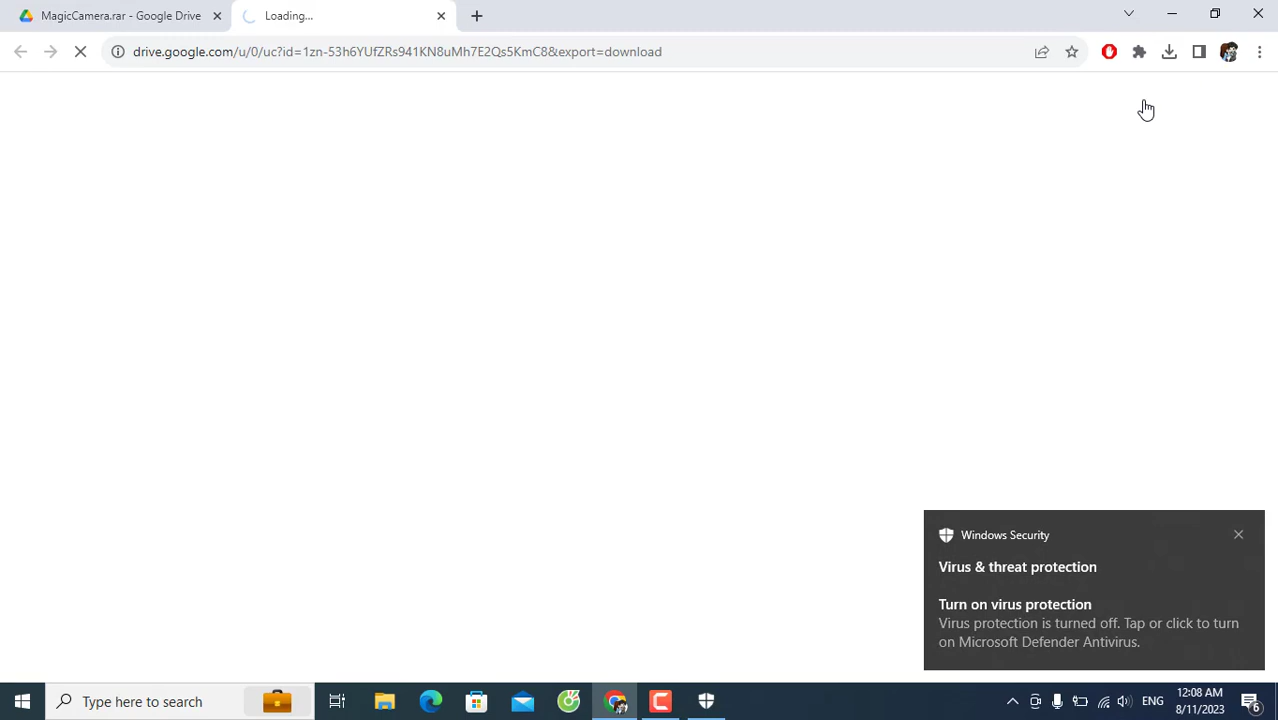 MagicCamera.rar - Google Drive
Loading...
drive.google.com/u/0/uc?id=1zn-53h6YUfZRs941KN8uMh7E2Qs5KmC8&export=download
Windows Security
Virus & threat protection
Turn on virus protection
Virus protection is turned off. Tap or click to turn
on Microsoft Defender Antivirus.
Type here to search
ENG
12:08 AM
8/11/2023
6